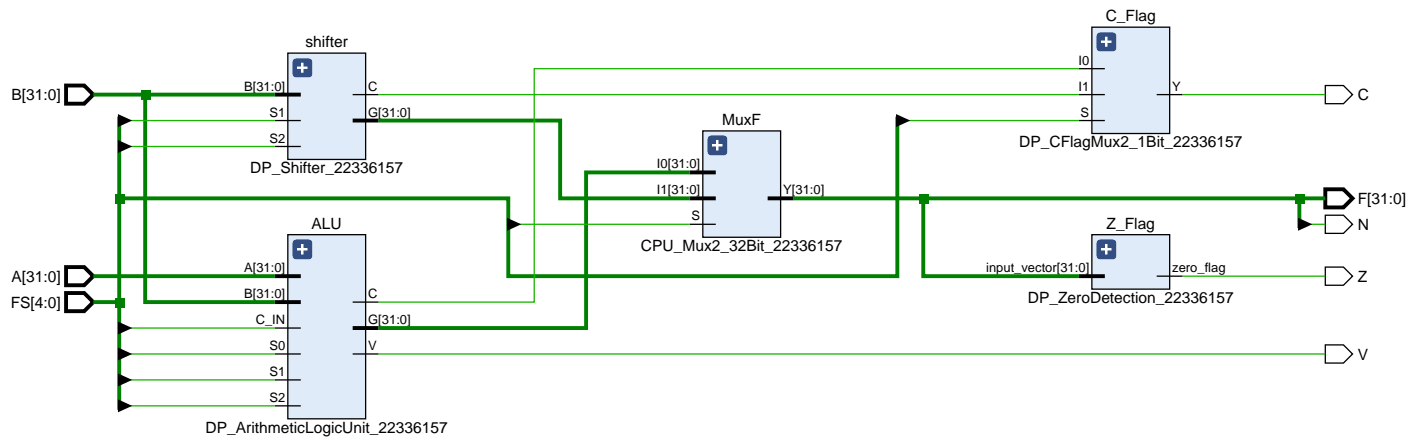 C_Flag
shifter
I0
B[31:0]
B[31:0]
C
I1
Y
C
S1
G[31:0]
S
MuxF
S2
DP_CFlagMux2_1Bit_22336157
DP_Shifter_22336157
I0[31:0]
I1[31:0]
Y[31:0]
F[31:0]
S
N
ALU
Z_Flag
CPU_Mux2_32Bit_22336157
A[31:0]
A[31:0]
input_vector[31:0]
zero_flag
Z
FS[4:0]
B[31:0]
C
DP_ZeroDetection_22336157
C_IN
G[31:0]
S0
V
V
S1
S2
DP_ArithmeticLogicUnit_22336157